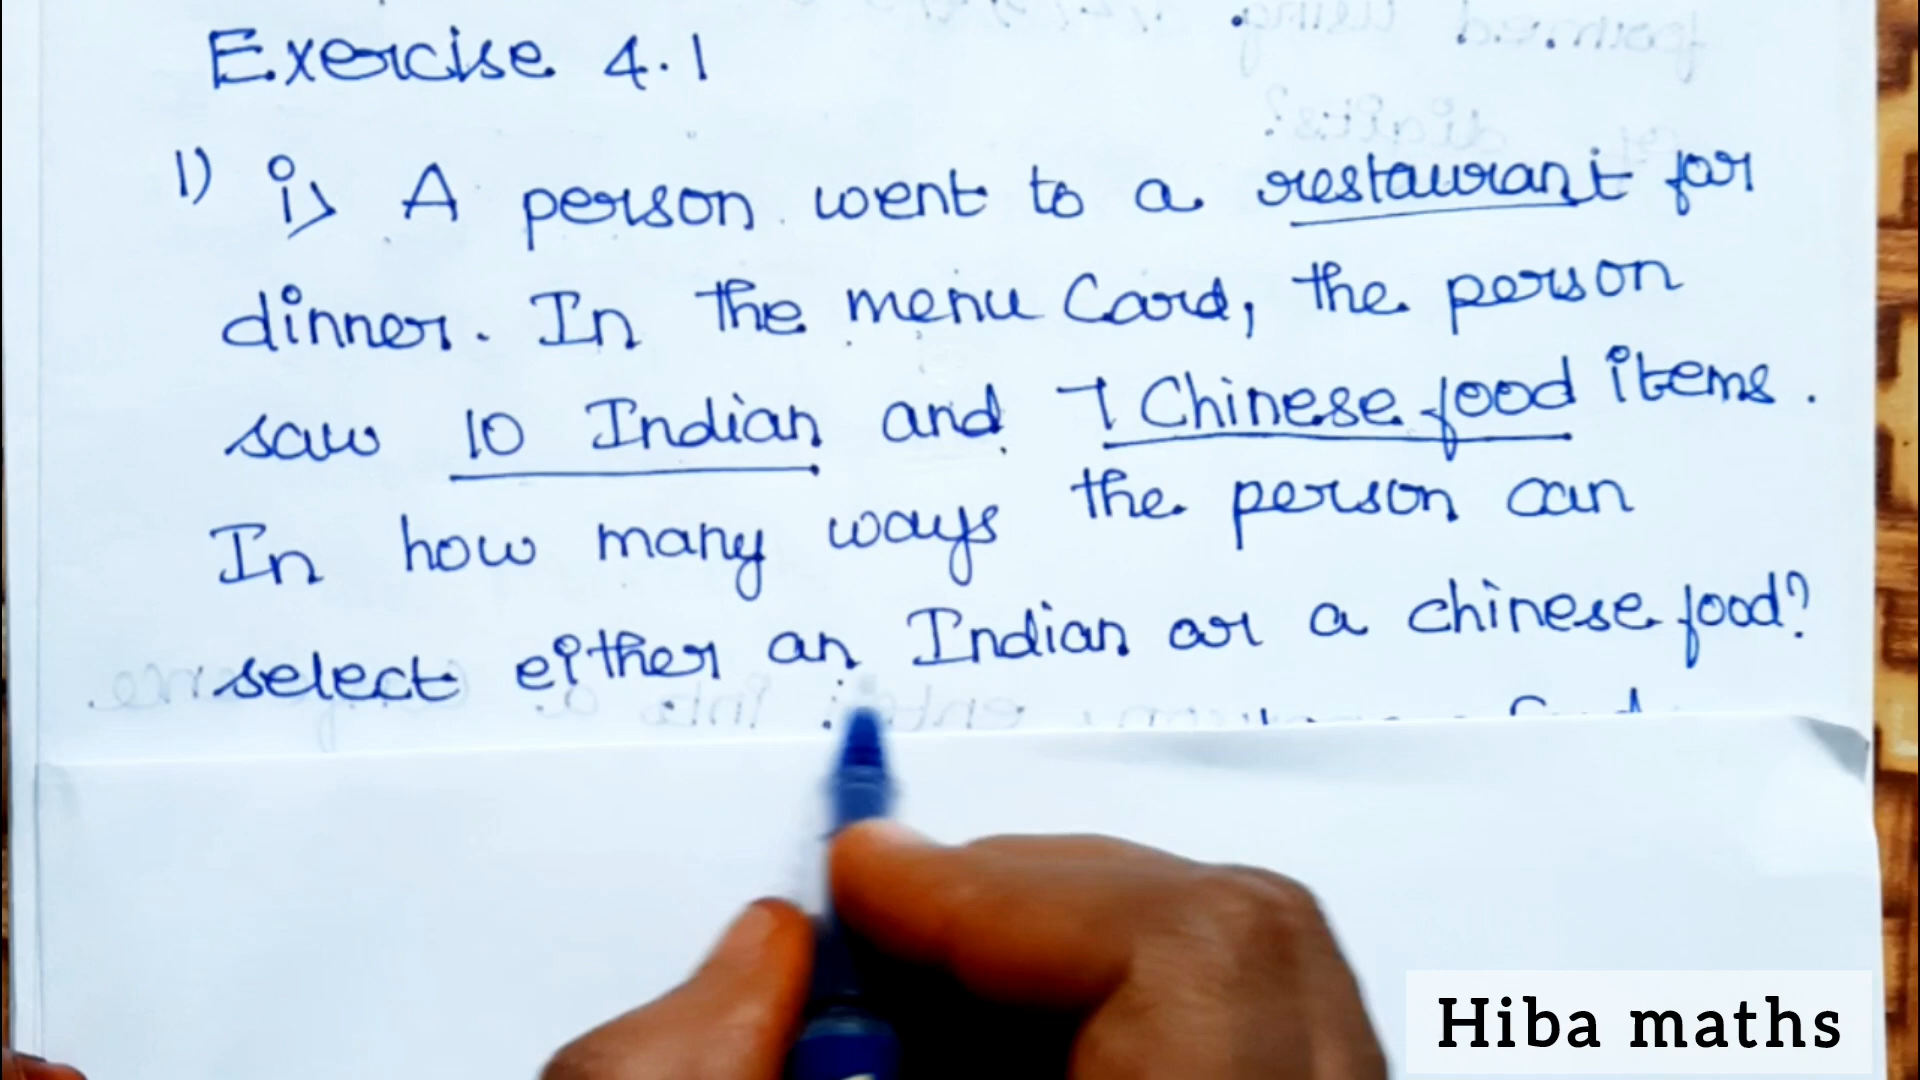 Exercise 4.1
1) i) A person went to a restaurant for
dinner. In the menu Card, the person
saw 10 Indian and 7 Chinese food items.
In how many ways the person can
select either an Indian or a chinese food?
Hiba maths